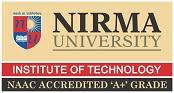 NIRMA
UNIVERSITY
INSTITUTE OF TECHNOLOGY
NAAC ACCREDITED 'A+' GRADE